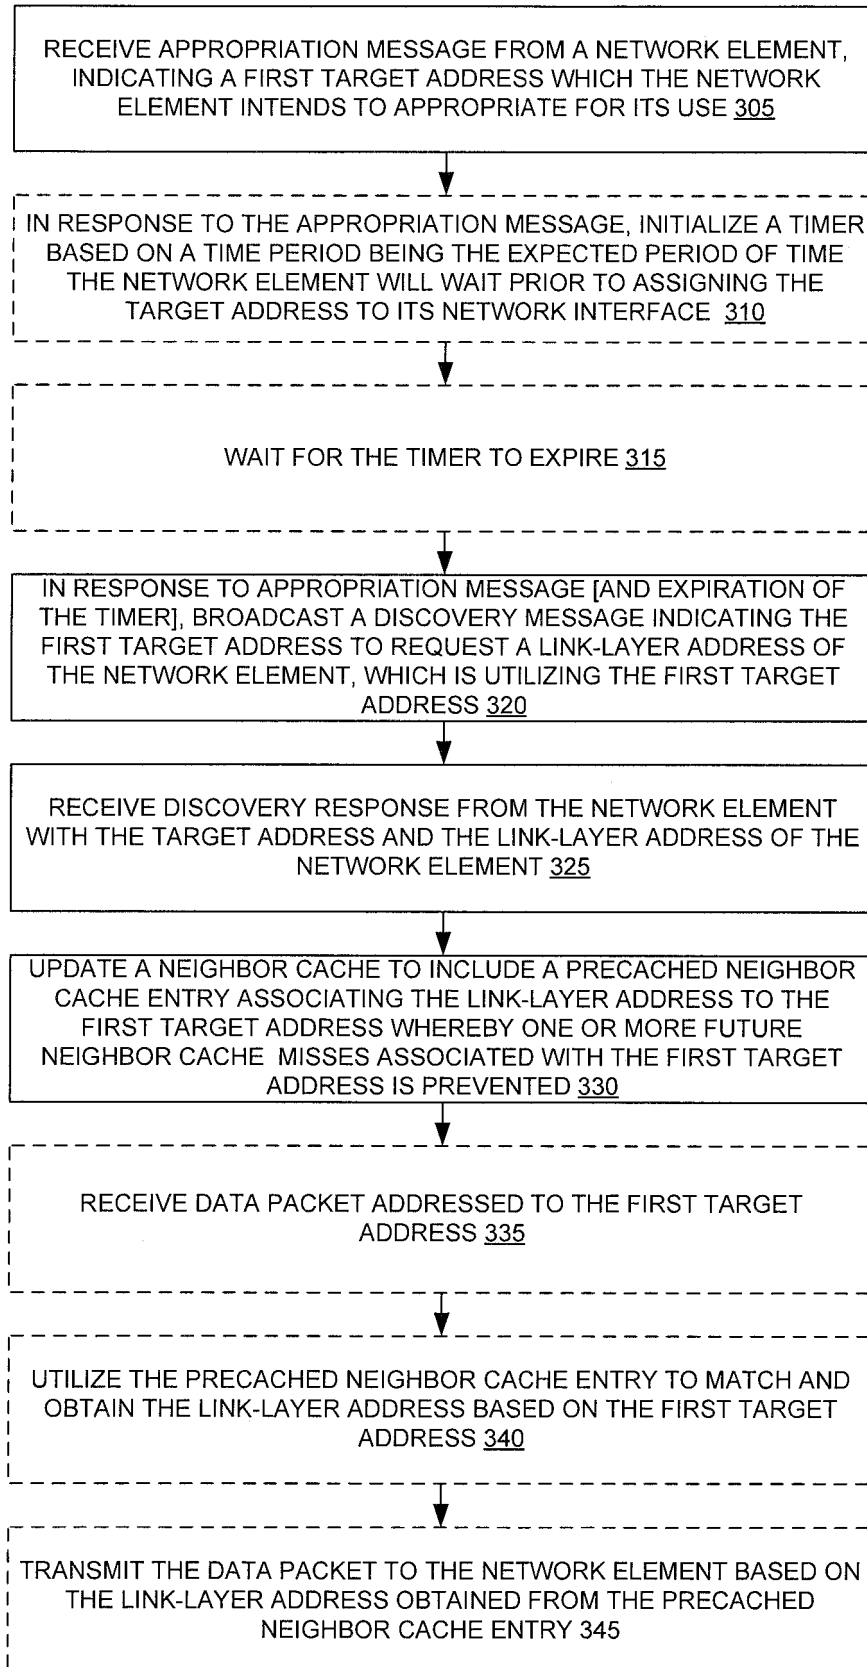 RECEIVE APPROPRIATION MESSAGE FROM A NETWORK ELEMENT,
INDICATING A FIRST TARGET ADDRESS WHICH THE NETWORK
ELEMENT INTENDS TO APPROPRIATE FOR ITS USE 305
IN RESPONSE TO THE APPROPRIATION MESSAGE, INITIALIZE A TIMER
BASED ON A TIME PERIOD BEING THE EXPECTED PERIOD OF TIME
THE NETWORK ELEMENT WILL WAIT PRIOR TO ASSIGNING THE
TARGET ADDRESS TO ITS NETWORK INTERFACE 310
WAIT FOR THE TIMER TO EXPIRE 315
IN RESPONSE TO APPROPRIATION MESSAGE [AND EXPIRATION OF
THE TIMER], BROADCAST A DISCOVERY MESSAGE INDICATING THE
FIRST TARGET ADDRESS TO REQUEST A LINK-LAYER ADDRESS OF
THE NETWORK ELEMENT, WHICH IS UTILIZING THE FIRST TARGET
ADDRESS 320
RECEIVE DISCOVERY RESPONSE FROM THE NETWORK ELEMENT
WITH THE TARGET ADDRESS AND THE LINK-LAYER ADDRESS OF THE
NETWORK ELEMENT 325
UPDATE A NEIGHBOR CACHE TO INCLUDE A PRECACHED NEIGHBOR
CACHE ENTRY ASSOCIATING THE LINK-LAYER ADDRESS TO THE
FIRST TARGET ADDRESS WHEREBY ONE OR MORE FUTURE
NEIGHBOR CACHE MISSES ASSOCIATED WITH THE FIRST TARGET
ADDRESS IS PREVENTED 330
RECEIVE DATA PACKET ADDRESSED TO THE FIRST TARGET
ADDRESS 335
UTILIZE THE PRECACHED NEIGHBOR CACHE ENTRY TO MATCH AND
OBTAIN THE LINK-LAYER ADDRESS BASED ON THE FIRST TARGET
ADDRESS 340
TRANSMIT THE DATA PACKET TO THE NETWORK ELEMENT BASED ON
THE LINK-LAYER ADDRESS OBTAINED FROM THE PRECACHED
NEIGHBOR CACHE ENTRY 345